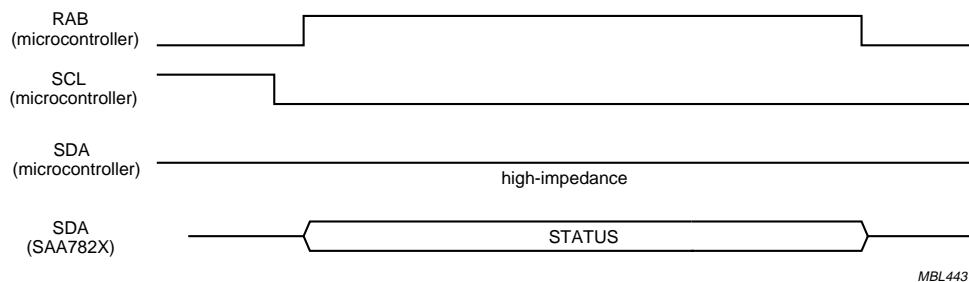 RAB
(microcontroller)
SCL
(microcontroller)
SDA
(microcontroller)
high-impedance
SDA
(SAA782X)
STATUS
MBL443